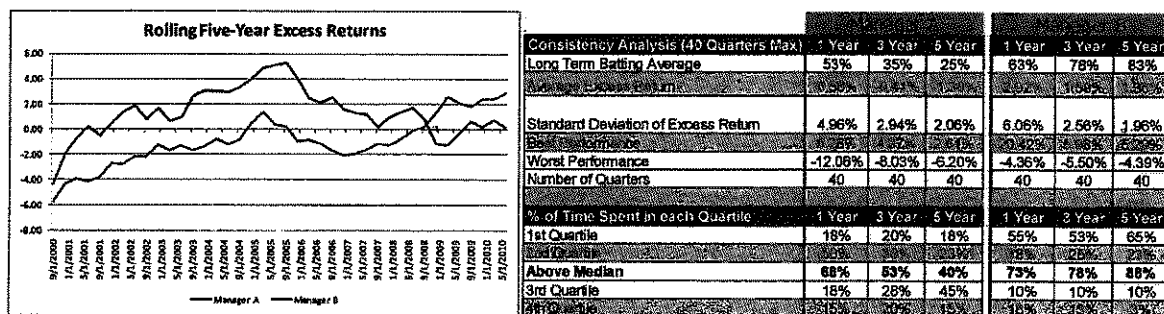 Rolling Five-Year Excess Returns
6.00
4.00
2.00
0.00
-2.00
-4.00
-6.00
-8.00
9/1/2000
1/1/2001
5/1/2001
9/1/2001
1/1/2002
5/1/2002
9/1/2002
1/1/2003
5/1/2003
9/1/2003
1/1/2004
5/1/2004
9/1/2004
1/1/2005
5/1/2005
9/1/2005
1/1/2006
5/1/2006
9/1/2006
1/1/2007
5/1/2007
9/1/2007
1/1/2008
5/1/2008
9/1/2008
1/1/2009
5/1/2009
9/1/2009
1/1/2010
5/1/2010
Manager A Manager B
Consistency Analysis (40 Quarters Max) 1 Year 3 Year 5 Year 1 Year 3 Year 5 Year
Long Term Batting Average 53% 35% 25% 63% 78% 83%
Average Excess Return
Standard Deviation of Excess Return 4.96% 2.94% 2.06% 6.06% 2.56% 1.96%
Best Performance
Worst Performance -12.06% -8.03% -6.20% -4.36% -5.50% -4.39%
Number of Quarters 40 40 40 40 40 40
% of Time Spent in each Quartile 1 Year 3 Year 5 Year 1 Year 3 Year 5 Year
1st Quartile 18% 20% 18% 55% 53% 65%
2nd Quartile
Above Median 68% 53% 40% 73% 78% 88%
3rd Quartile 18% 28% 45% 10% 10% 10%
4th Quartile